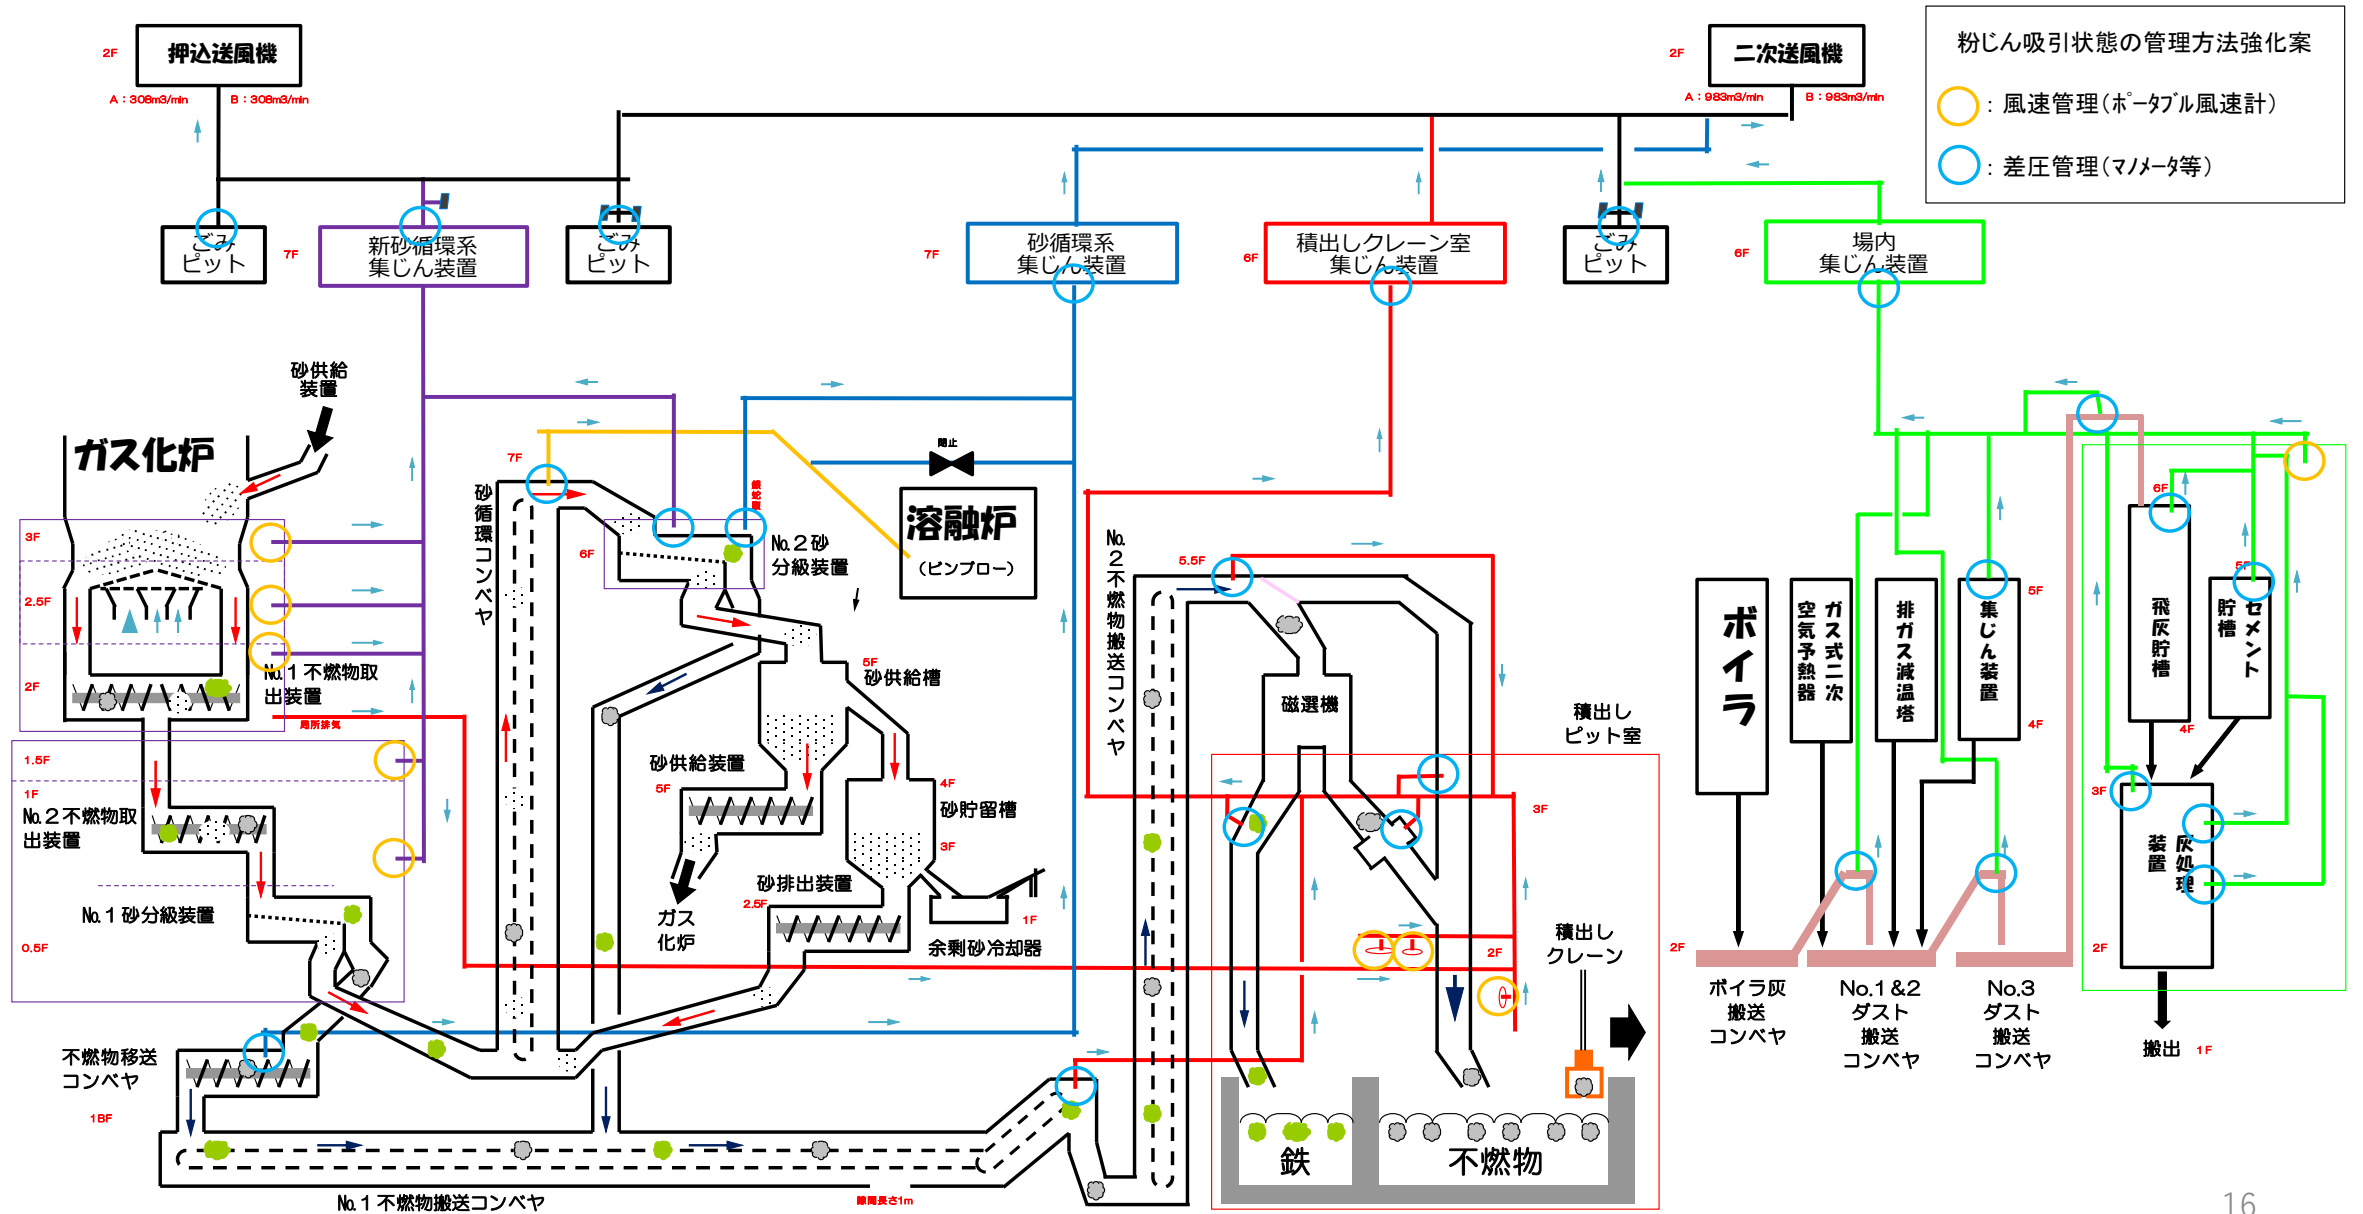 2F
押込送風機
A：308m3/min
B：308m3/min
2F
二次送風機
A：983m3/min
B：983m3/min
粉じん吸引状態の管理方法強化案
：風速管理（ﾎﾟｰﾀﾌﾞﾙ風速計）
：差圧管理（ﾏﾉﾒｰﾀ等）
ごみ
ピット
7F
新砂循環系
集じん装置
ごみ
ピット
7F
砂循環系
集じん装置
6F
積出しクレーン室
集じん装置
ごみ
ピット
6F
場内
集じん装置
砂供給
装置
ガス化炉
3F
2.5F
2F
No.1 不燃物取
出装置
局所排気
1.5F
1F
No.2 不燃物取
出装置
No.1 砂分級装置
0.5F
不燃物移送
コンベヤ
1BF
No.1 不燃物搬送コンベヤ
隙間長さ1m
7F
砂循環コンベヤ
6F
No.2 砂
分級装置
閉止
溶融炉
（ピンブロー）
5F
砂供給槽
砂供給装置
5F
4F
砂貯留槽
3F
砂排出装置
2.5F
ガス
化炉
1F
余剰砂冷却器
No.2不燃物搬送コンベヤ
5.5F
磁選機
積出し
ピット室
3F
2F
積出し
クレーン
鉄
不燃物
ボイラ
ガス式二次
空気予熱器
排ガス減温塔
集じん装置
5F
4F
6F
飛灰貯槽
4F
5F
セメント
貯槽
3F
灰処理
装置
2F
2F
ボイラ灰
搬送
コンベヤ
No.1 &2
ダスト
搬送
コンベヤ
No.3
ダスト
搬送
コンベヤ
搬出
1F
16